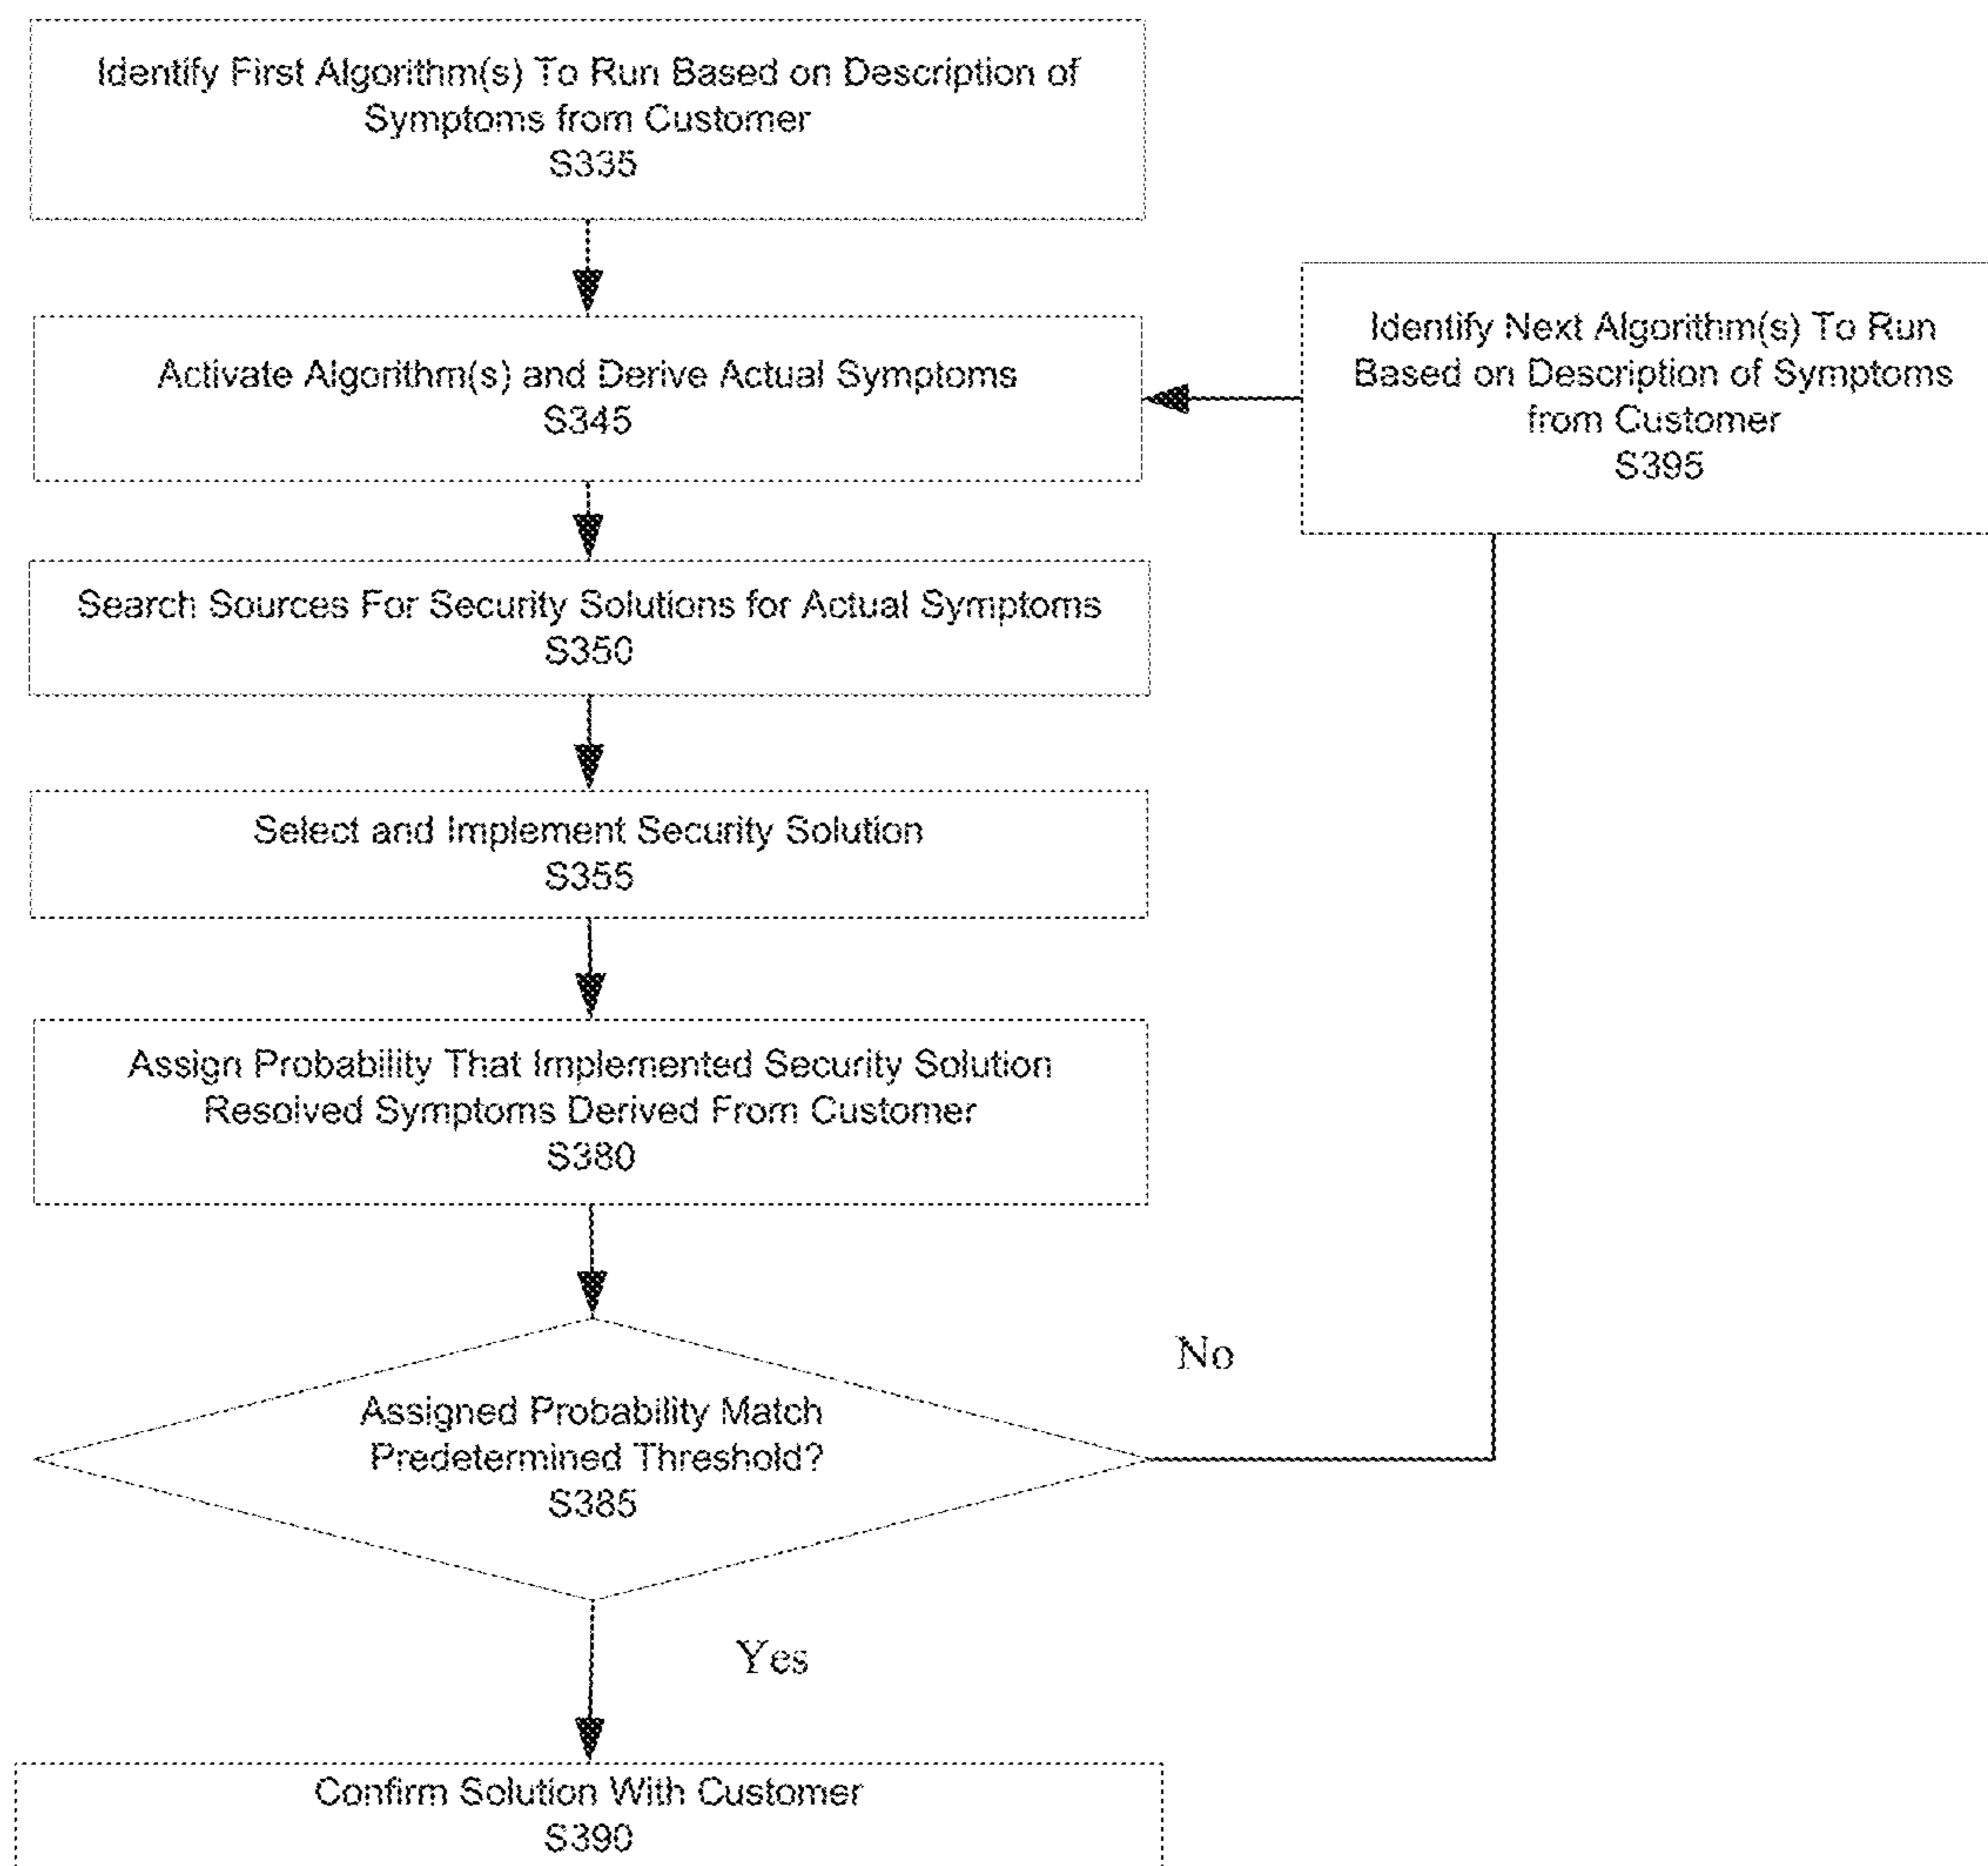 Identify First Algorithm(s) To Run Based on Description of
Symptoms from Customer
S335
Identify Next Algorithm(s) To Run
Based on Description of Symptoms
from Customer
S395
Activate Algorithm(s) and Derive Actual Symptoms
S345
Search Sources For Security Solutions for Actual Symptoms
S350
Select and Implement Security Solution
S355
Assign Probability That Implemented Security Solution
Resolved Symptoms Derived From Customer
S380
No
Assigned Probability Match
Predetermined Threshold?
S385
Yes
Confirm Solution With Customer
S390